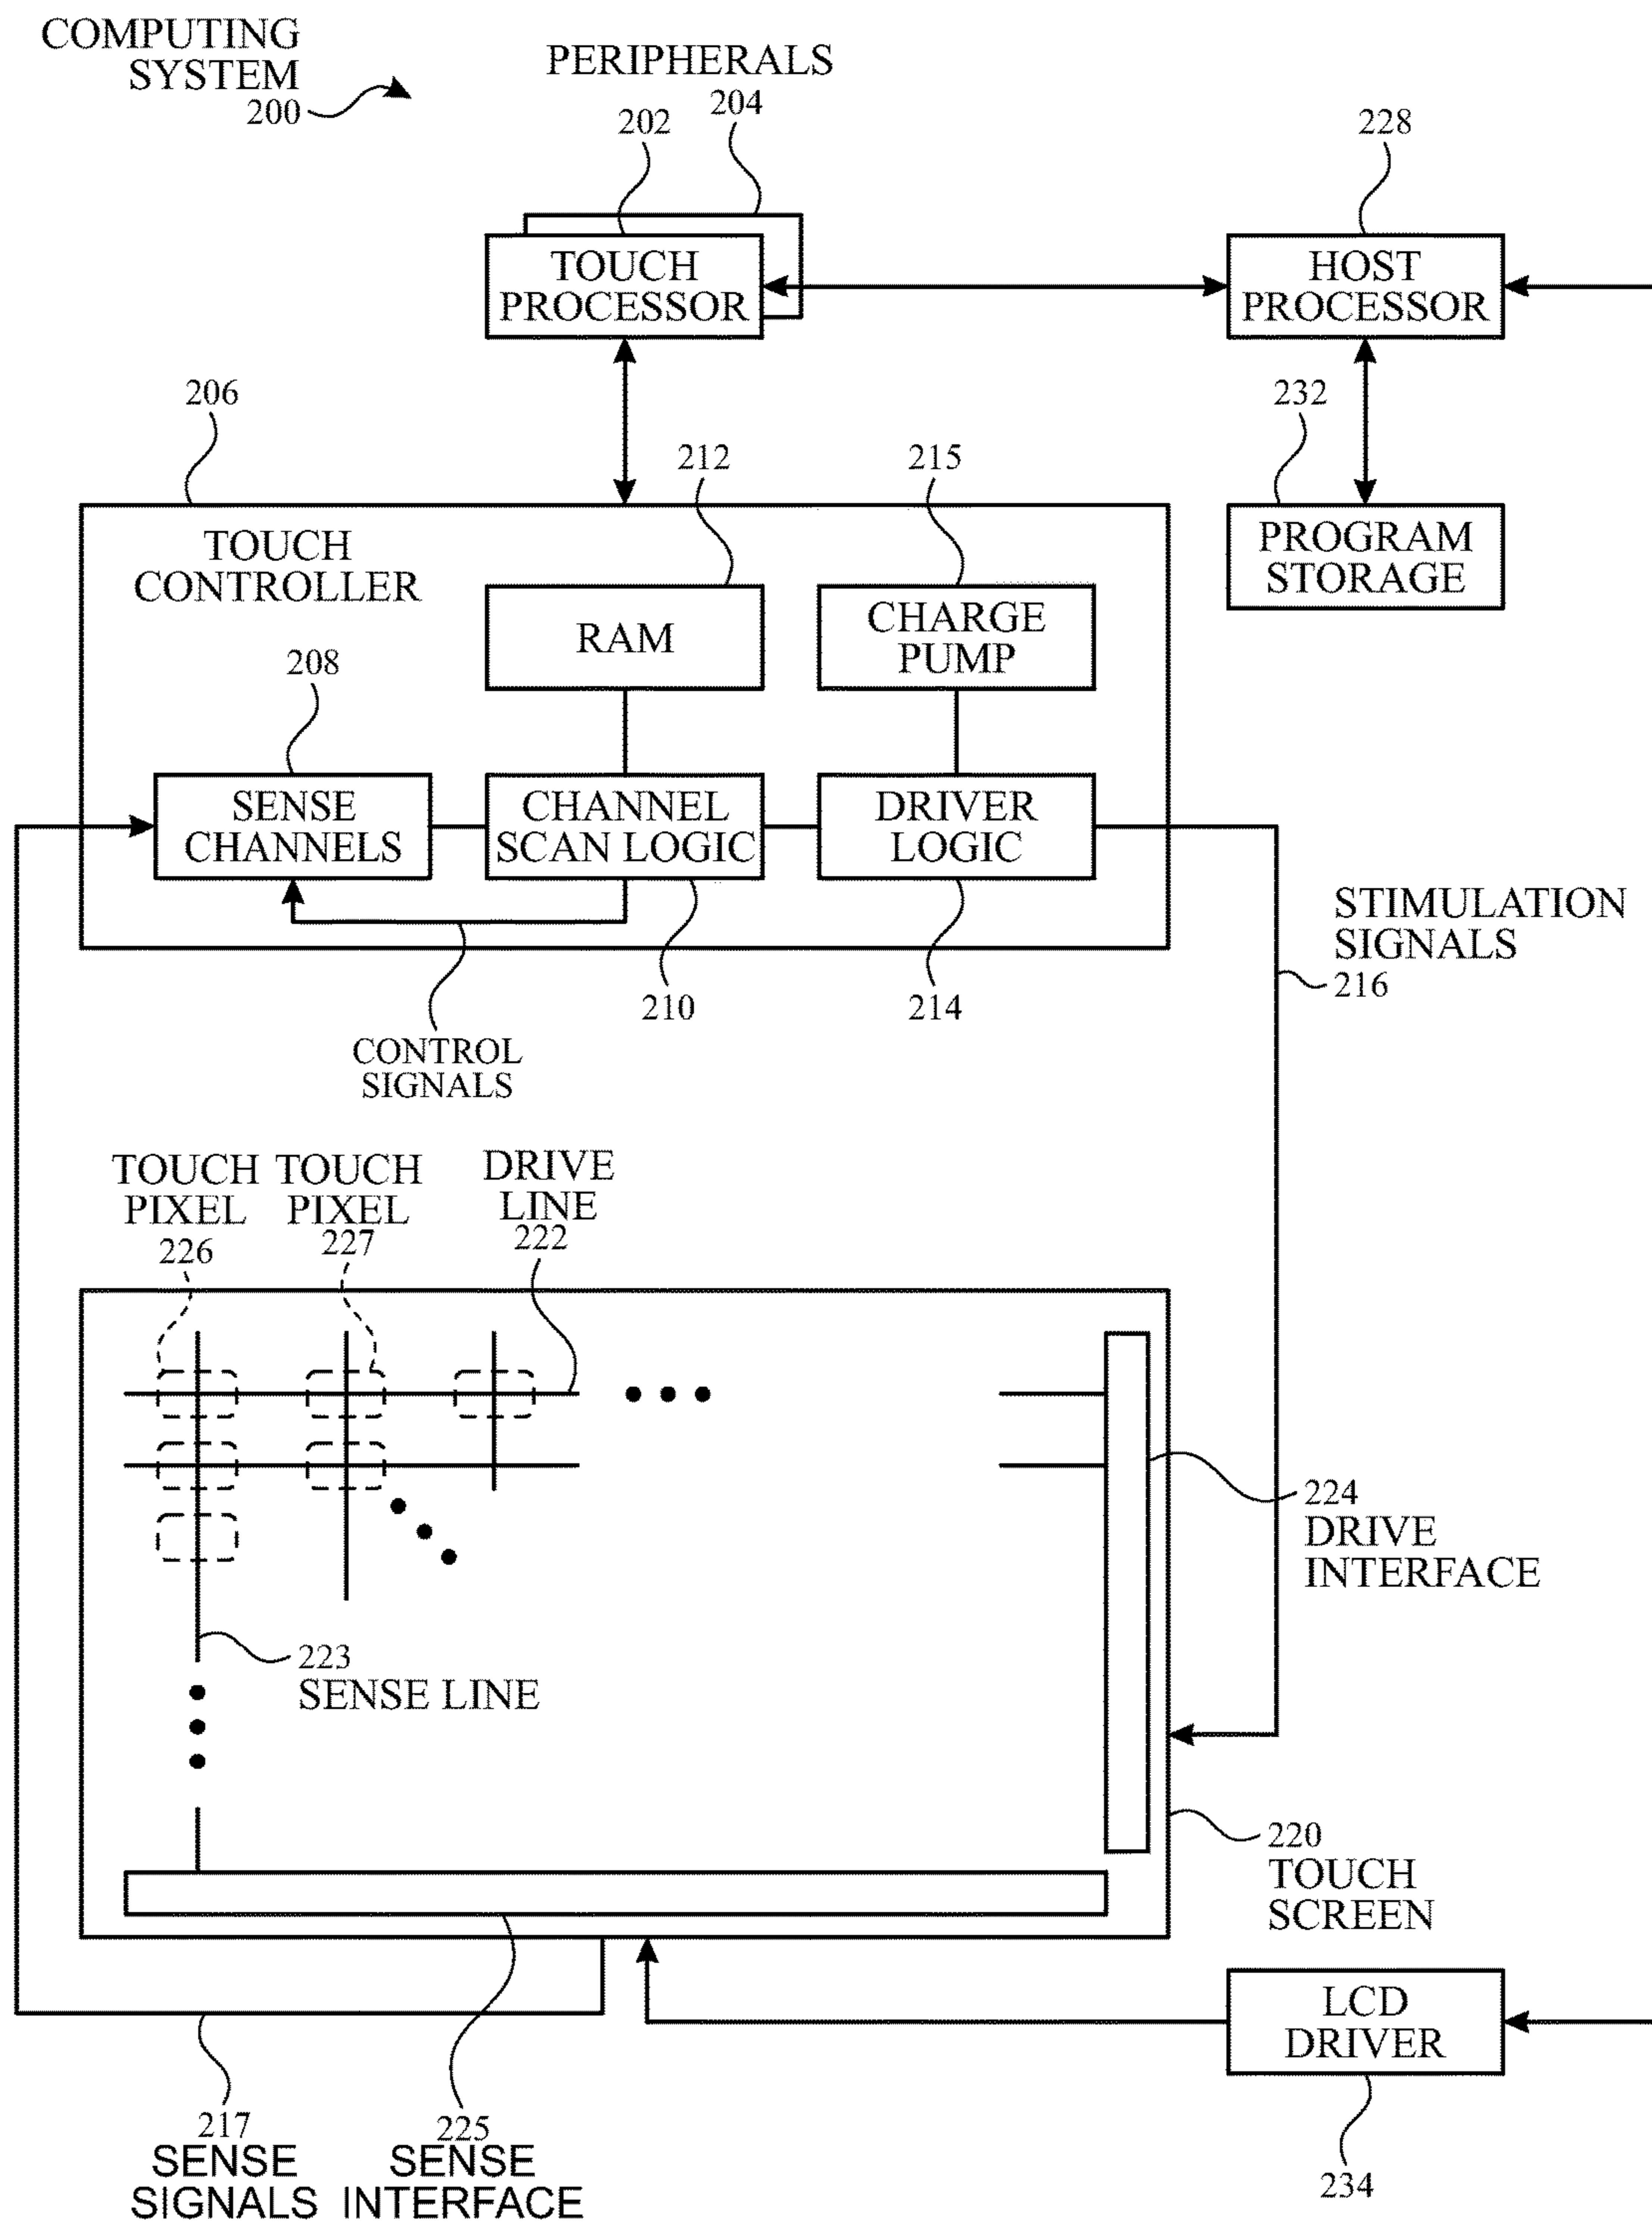 COMPUTING
SYSTEM
200
PERIPHERALS
204
202
228
TOUCH
PROCESSOR
HOST
PROCESSOR
206
232
212
215
TOUCH
CONTROLLER
PROGRAM
STORAGE
RAM
CHARGE
PUMP
208
SENSE
CHANNELS
CHANNEL
SCAN LOGIC
DRIVER
LOGIC
STIMULATION
SIGNALS
216
210
214
CONTROL
SIGNALS
TOUCH
PIXEL
226
TOUCH
PIXEL
227
DRIVE
LINE
222
224
DRIVE
INTERFACE
223
SENSE LINE
220
TOUCH
SCREEN
LCD
DRIVER
217
SENSE
SIGNALS
225
SENSE
INTERFACE
234